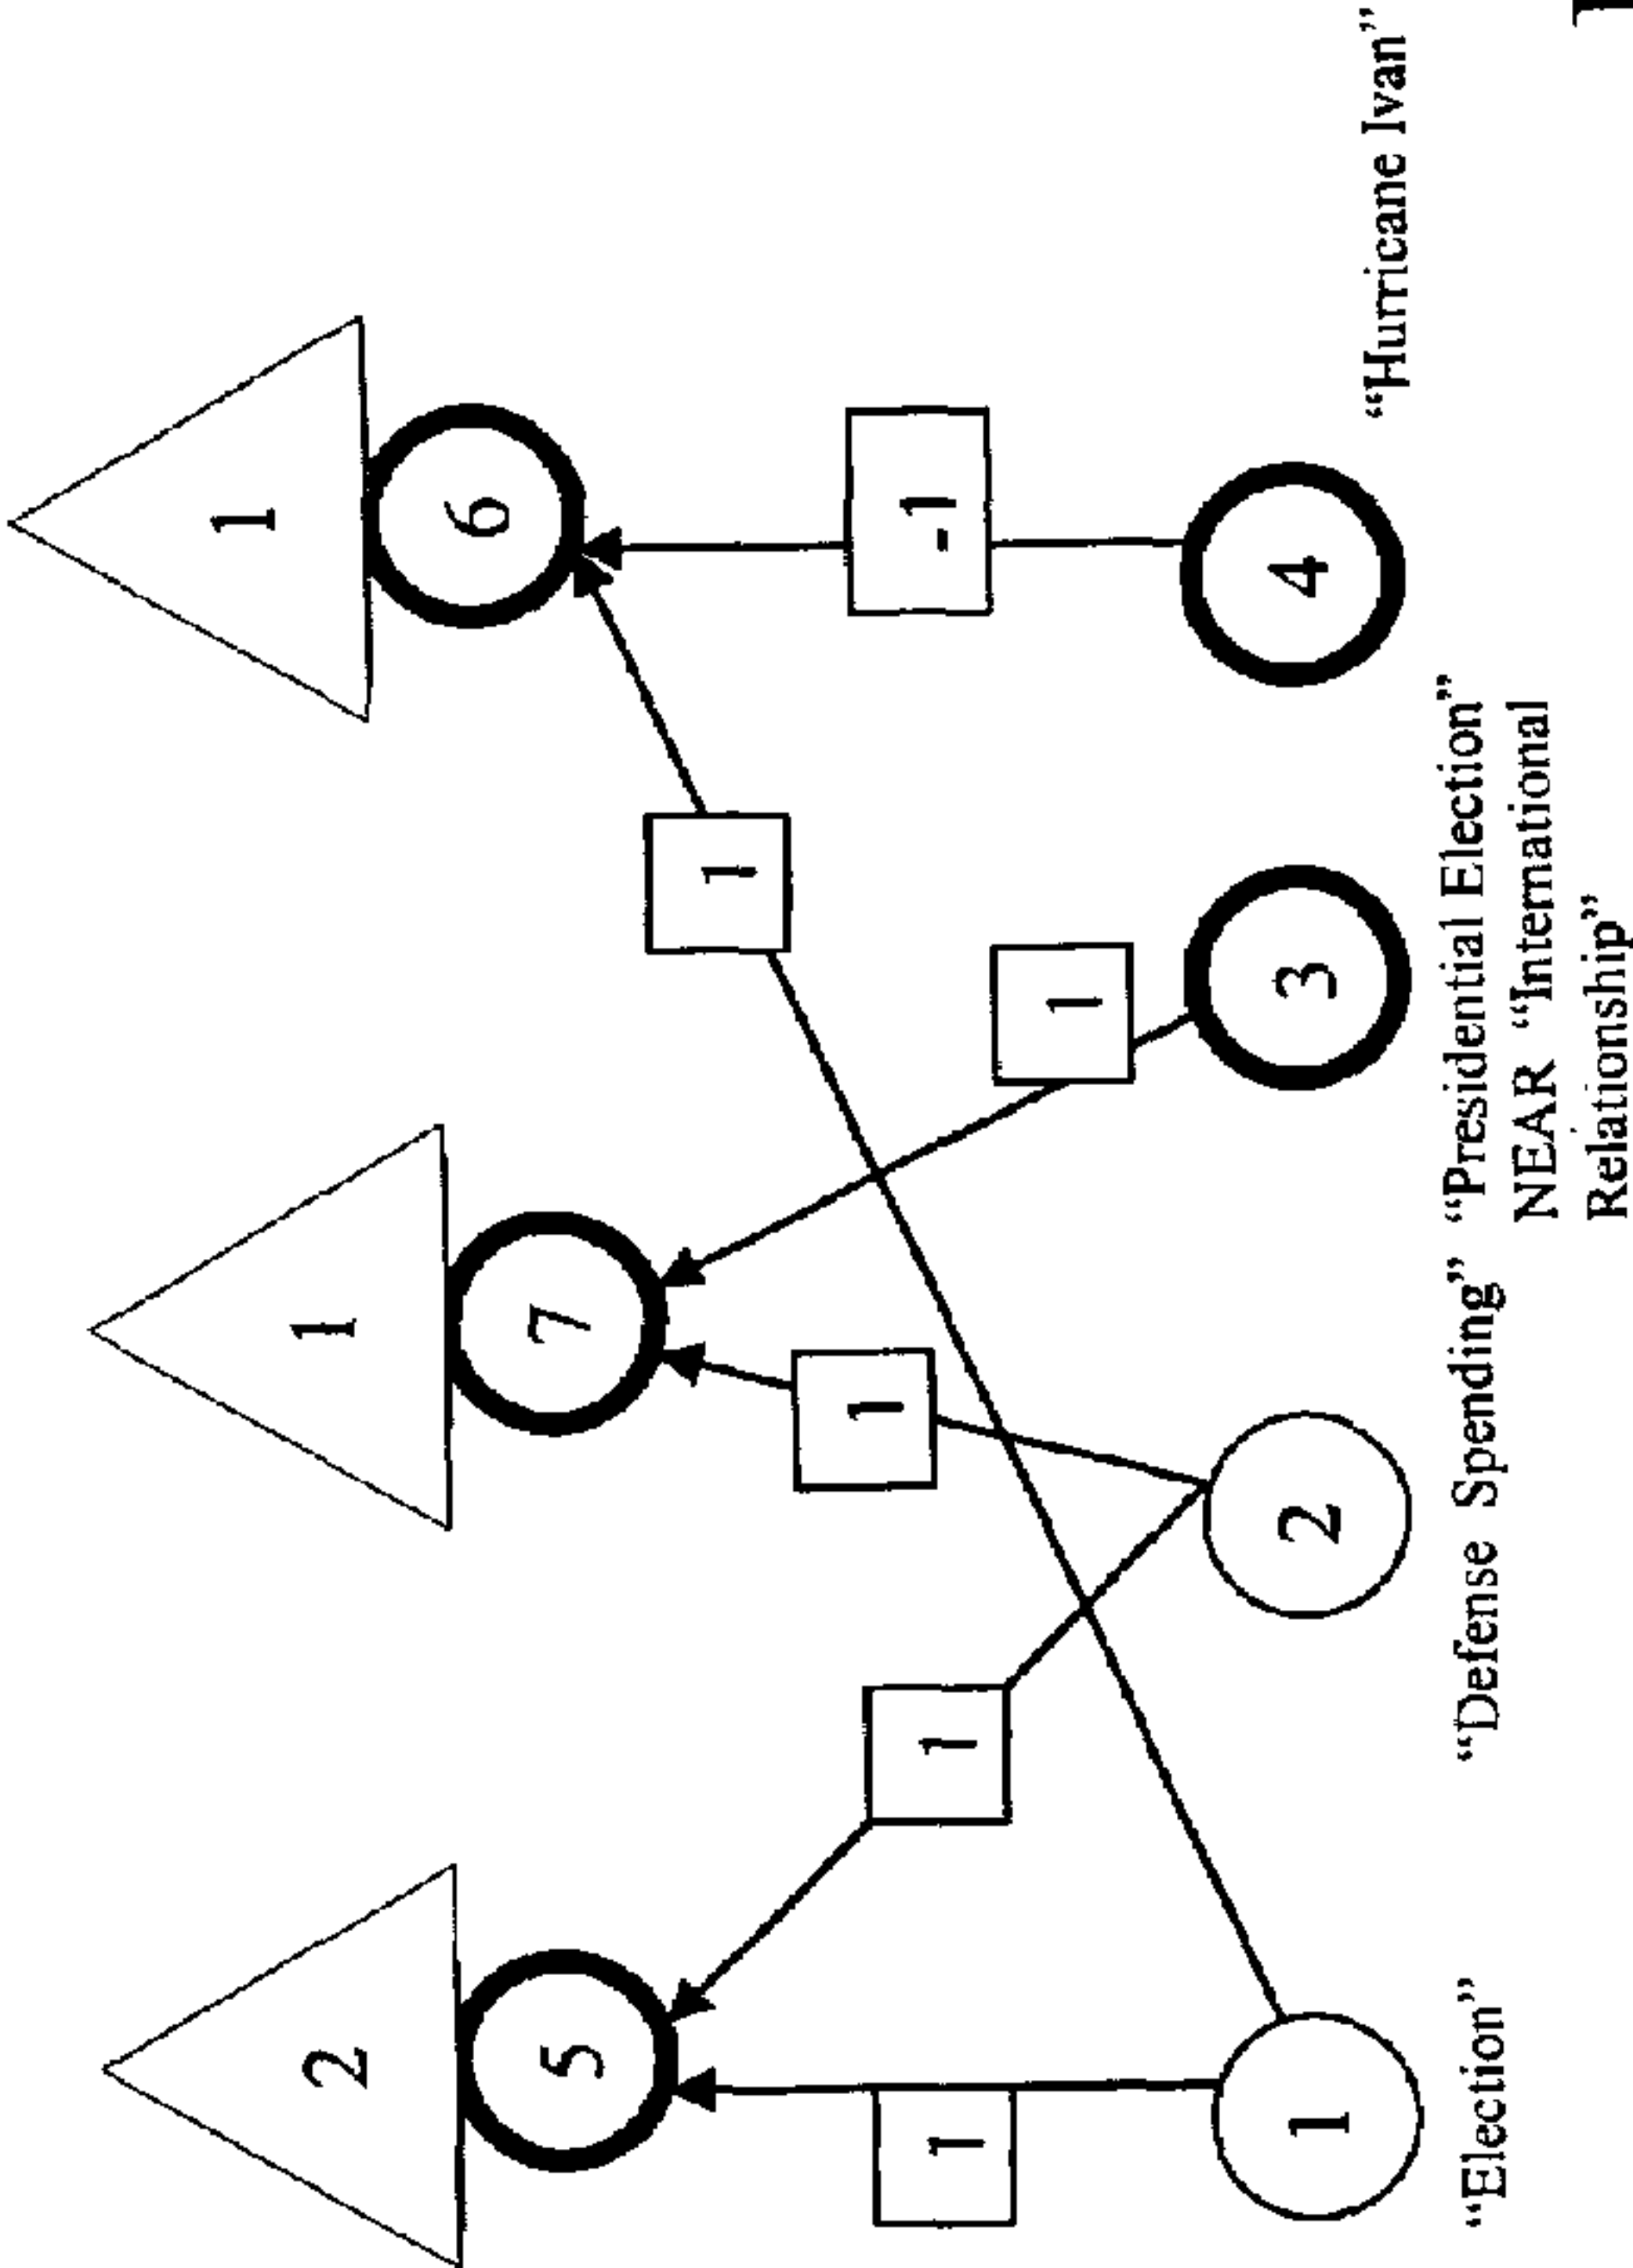 2
1
1
5
7
6
1
1
1
1
1
-1
1
2
3
4
“Election”
“Defense Spending”
“Presidential Election”
NEAR “International
Relationship”
“Hurricane Ivan”